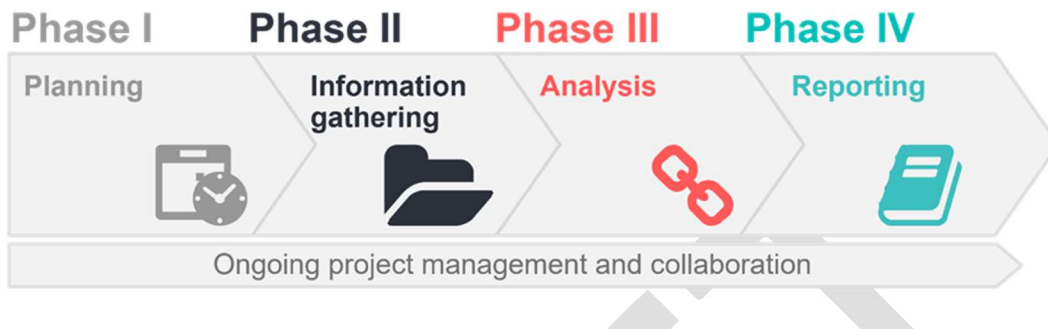 Phase I Phase II Phase III Phase IV
Planning Information gathering Analysis Reporting
Ongoing project management and collaboration